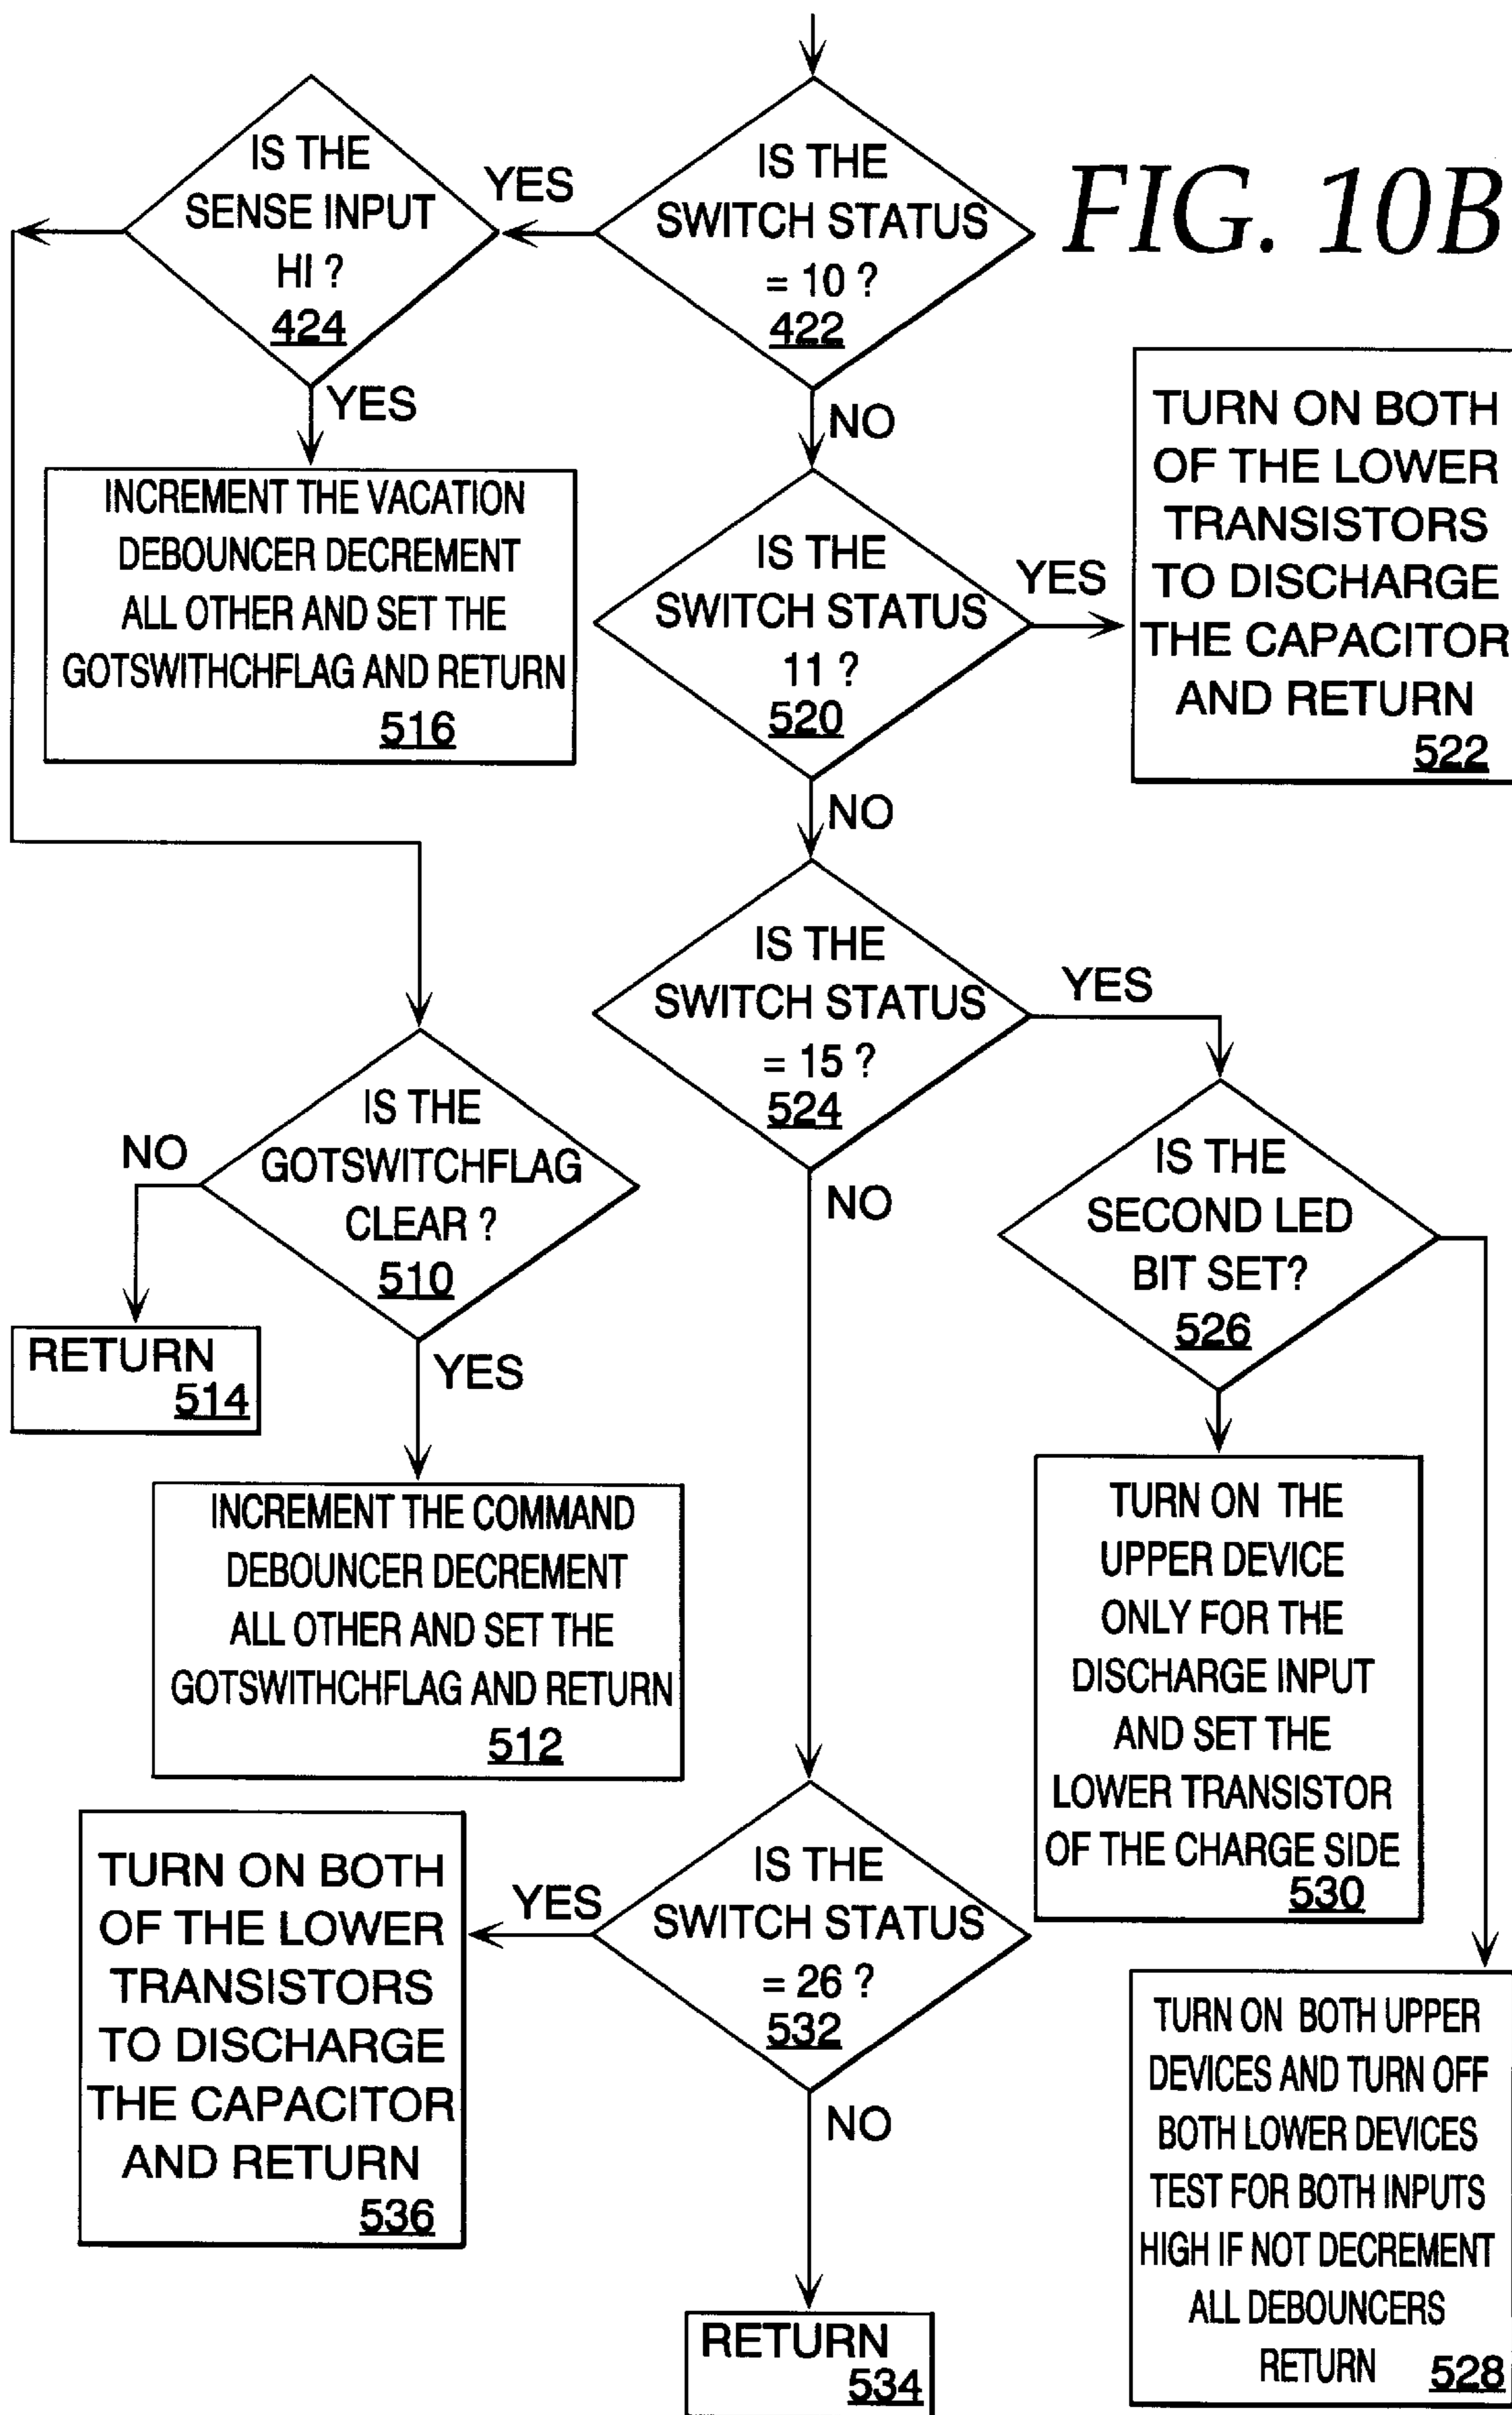 FIG. 10B
IS THE
SWITCH STATUS
= 10 ?
422
YES
NO
IS THE
SENSE INPUT
HI ?
424
YES
INCREMENT THE VACATION
DEBOUNCER DECREMENT
ALL OTHER AND SET THE
GOTSWITHCHFLAG AND RETURN
516
IS THE
SWITCH STATUS
11 ?
520
YES
NO
TURN ON BOTH
OF THE LOWER
TRANSISTORS
TO DISCHARGE
THE CAPACITOR
AND RETURN
522
IS THE
SWITCH STATUS
= 15 ?
524
YES
NO
IS THE
GOTSWITCHFLAG
CLEAR ?
510
NO
YES
RETURN
514
INCREMENT THE COMMAND
DEBOUNCER DECREMENT
ALL OTHER AND SET THE
GOTSWITHCHFLAG AND RETURN
512
IS THE
SECOND LED
BIT SET?
526
TURN ON THE
UPPER DEVICE
ONLY FOR THE
DISCHARGE INPUT
AND SET THE
LOWER TRANSISTOR
OF THE CHARGE SIDE
530
IS THE
SWITCH STATUS
= 26 ?
532
YES
NO
TURN ON BOTH
OF THE LOWER
TRANSISTORS
TO DISCHARGE
THE CAPACITOR
AND RETURN
536
TURN ON BOTH UPPER
DEVICES AND TURN OFF
BOTH LOWER DEVICES
TEST FOR BOTH INPUTS
HIGH IF NOT DECREMENT
ALL DEBOUNCERS
RETURN 528
RETURN
534